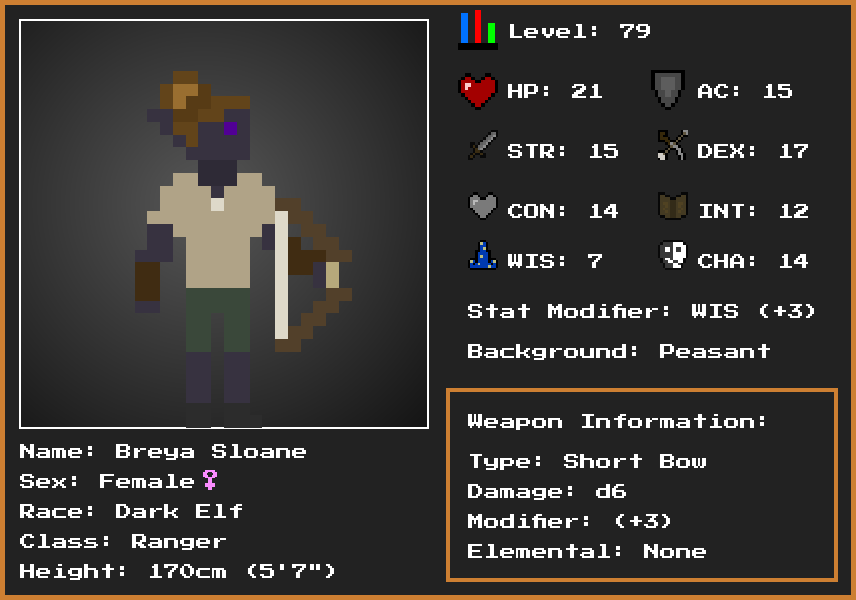 Level: 79
HP: 21 AC: 15
STR: 15 DEX: 17
CON: 14 INT: 12
WIS: 7 CHA: 14
Stat Modifier: WIS (+3)
Background: Peasant
Weapon Information:
Type: Short Bow
Damage: d6
Modifier: (+3)
Elemental: None
Name: Breya Sloane
Sex: Female♀
Race: Dark Elf
Class: Ranger
Height: 170cm (5'7")